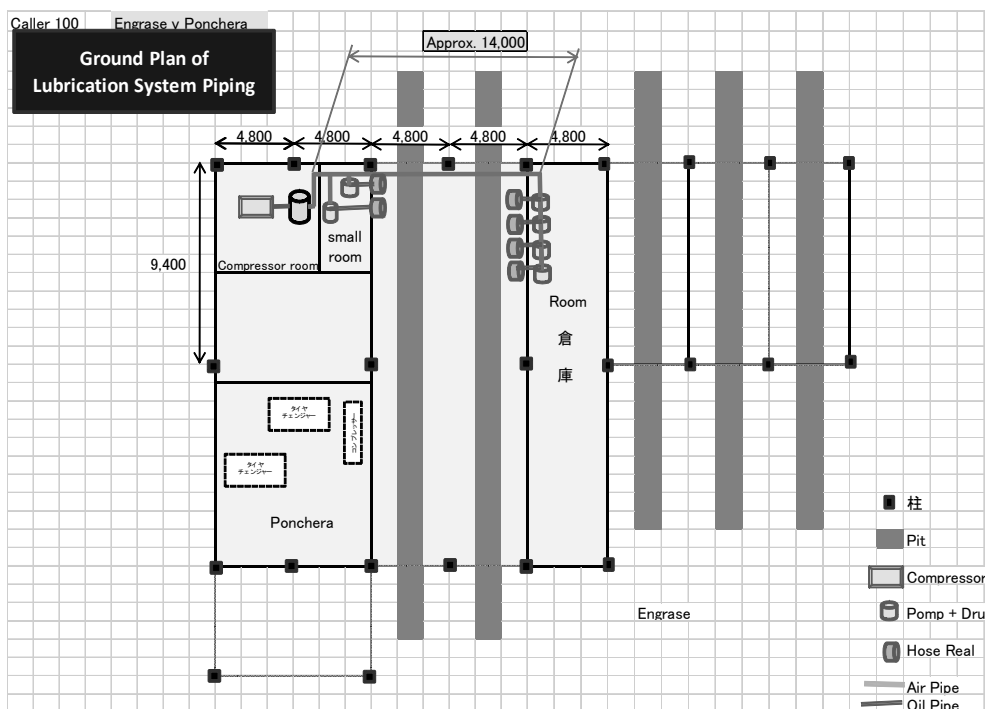 Caller 100 Engrase y Ponchera
Ground Plan of
Lubrication System Piping
Approx. 14,000
4,800 4,800 4,800 4,800 4,800
9,400
small
room
Compressor room
Room
倉
庫
タイヤ
チェンジャー
コンプレッサー
タイヤ
チェンジャー
Ponchera
Engrase
柱
Pit
Compressor
Pomp + Dru
Hose Real
Air Pipe
Oil Pipe